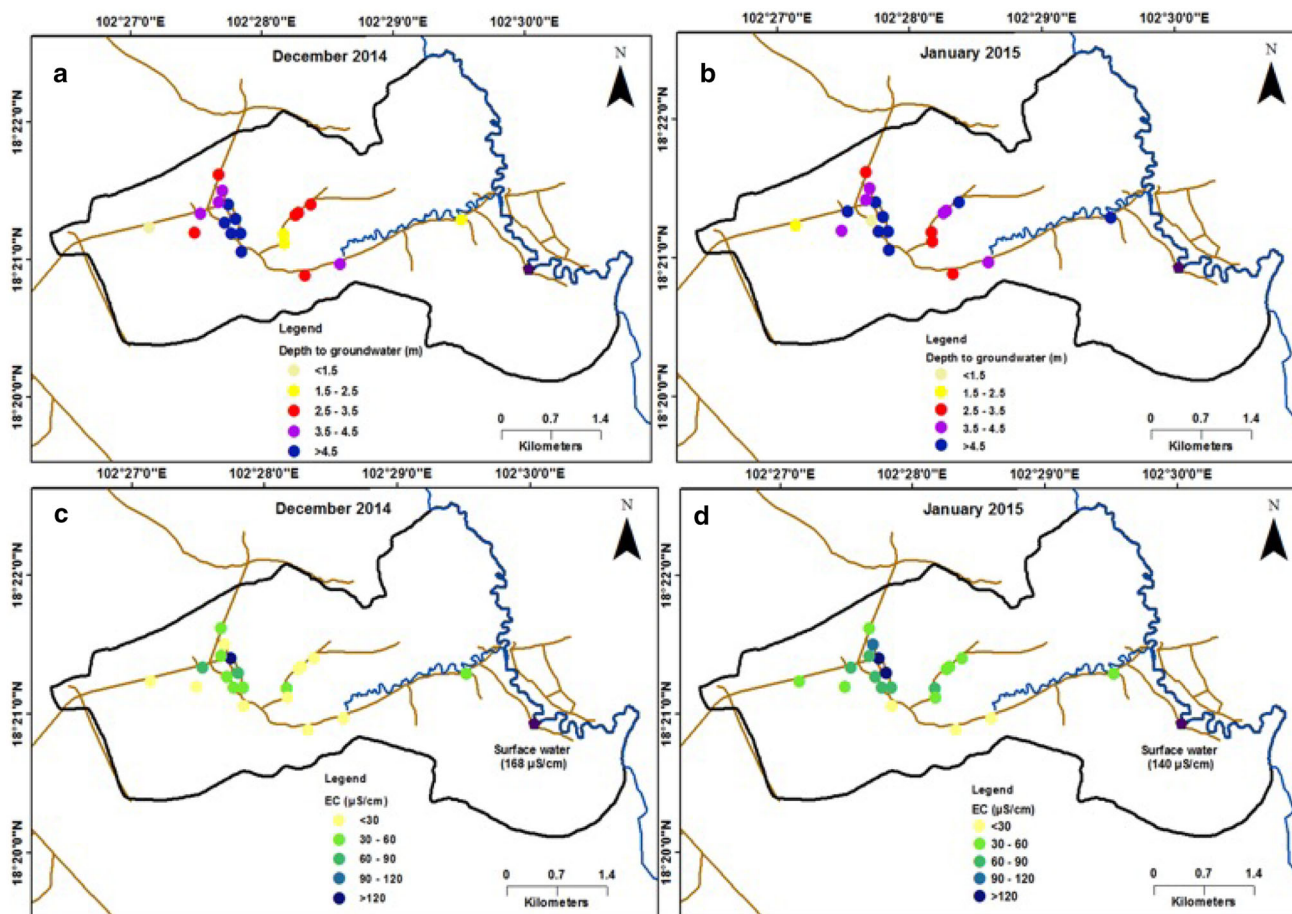 102°27'0"E 102°28'0"E 102°29'0"E 102°30'0"E
102°27'0"E 102°28'0"E 102°29'0"E 102°30'0"E
a
December 2014
N
18°22'0"N
18°21'0"N
18°20'0"N
Legend
Depth to groundwater (m)
<1.5
1.5 - 2.5
2.5 - 3.5
3.5 - 4.5
>4.5
0 0.7 1.4
Kilometers
b
January 2015
N
18°22'0"N
18°21'0"N
18°20'0"N
Legend
Depth to groundwater (m)
<1.5
1.5 - 2.5
2.5 - 3.5
3.5 - 4.5
>4.5
0 0.7 1.4
Kilometers
102°27'0"E 102°28'0"E 102°29'0"E 102°30'0"E
102°27'0"E 102°28'0"E 102°29'0"E 102°30'0"E
c
December 2014
N
18°22'0"N
18°21'0"N
18°20'0"N
Surface water
(168 µS/cm)
Legend
EC (µS/cm)
<30
30 - 60
60 - 90
90 - 120
>120
0 0.7 1.4
Kilometers
d
January 2015
N
18°22'0"N
18°21'0"N
18°20'0"N
Surface water
(140 µS/cm)
Legend
EC (µS/cm)
<30
30 - 60
60 - 90
90 - 120
>120
0 0.7 1.4
Kilometers